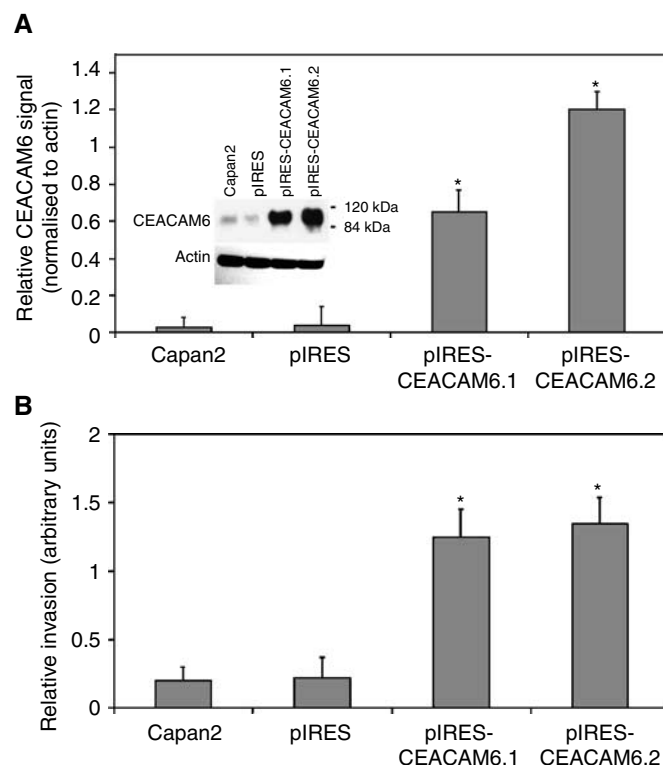 A
Relative CEACAM6 signal
(normalised to actin)
1.4
1.2
1
0.8
0.6
0.4
0.2
0
Capan2
pIRES
pIRES-CEACAM6.1
pIRES-CEACAM6.2
CEACAM6
120 kDa
84 kDa
Actin
*
*
Capan2
pIRES
pIRES-
CEACAM6.1
pIRES-
CEACAM6.2
B
Relative invasion (arbitrary units)
2
1.5
1
0.5
0
*
*
Capan2
pIRES
pIRES-
CEACAM6.1
pIRES-
CEACAM6.2